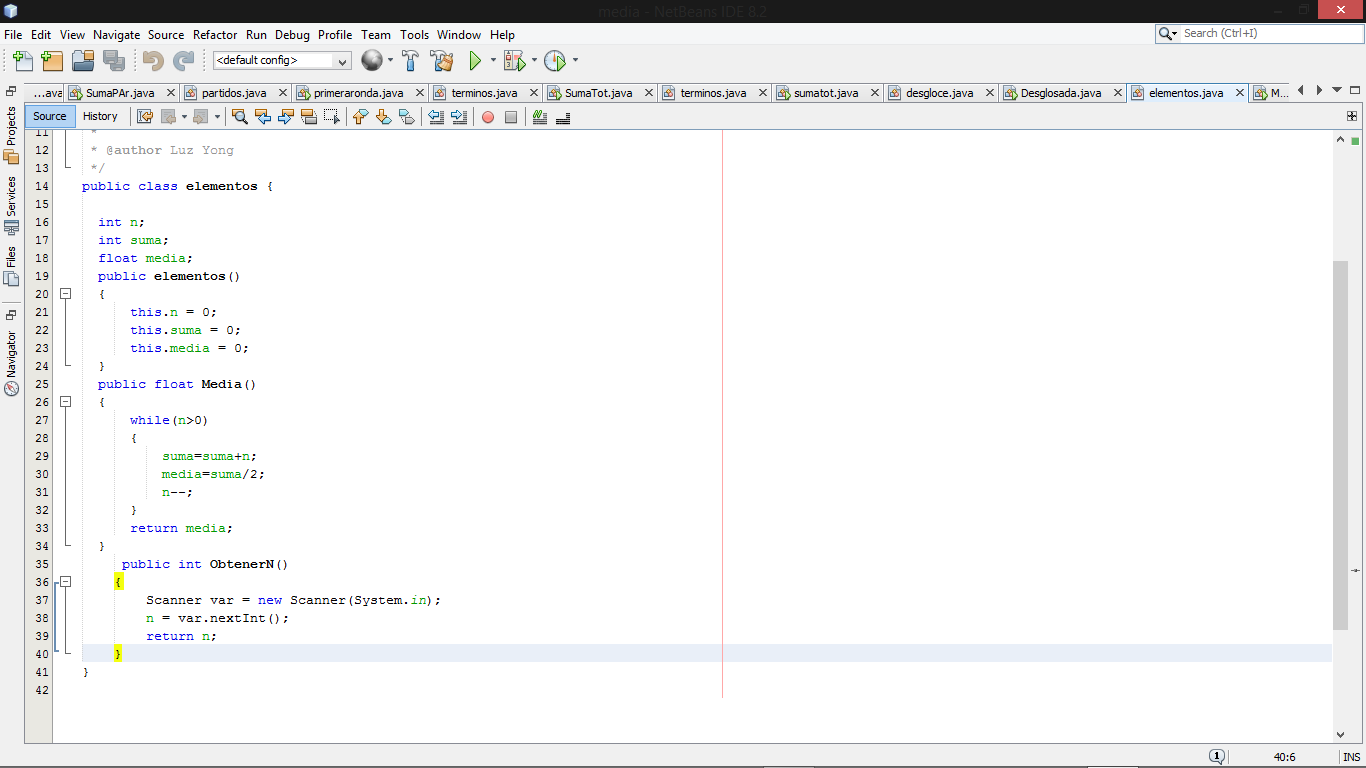 media - NetBeans IDE 8.2
File Edit View Navigate Source Refactor Run Debug Profile Team Tools Window Help
Search (Ctrl+I)
<default config>
...ava SumaPAr.java partidos.java primeraronda.java terminos.java SumaTot.java terminos.java sumatot.java desgloce.java Desglosada.java elementos.java M...
Source History
Projects
Services
Files
Navigator
11 *
12 * @author Luz Yong
13 */
14 public class elementos {
15
16 int n;
17 int suma;
18 float media;
19 public elementos()
20 {
21 this.n = 0;
22 this.suma = 0;
23 this.media = 0;
24 }
25 public float Media()
26 {
27 while(n>0)
28 {
29 suma=suma+n;
30 media=suma/2;
31 n--;
32 }
33 return media;
34 }
35 public int ObtenerN()
36 {
37 Scanner var = new Scanner(System.in);
38 n = var.nextInt();
39 return n;
40 }
41 }
42
1 40:6 INS